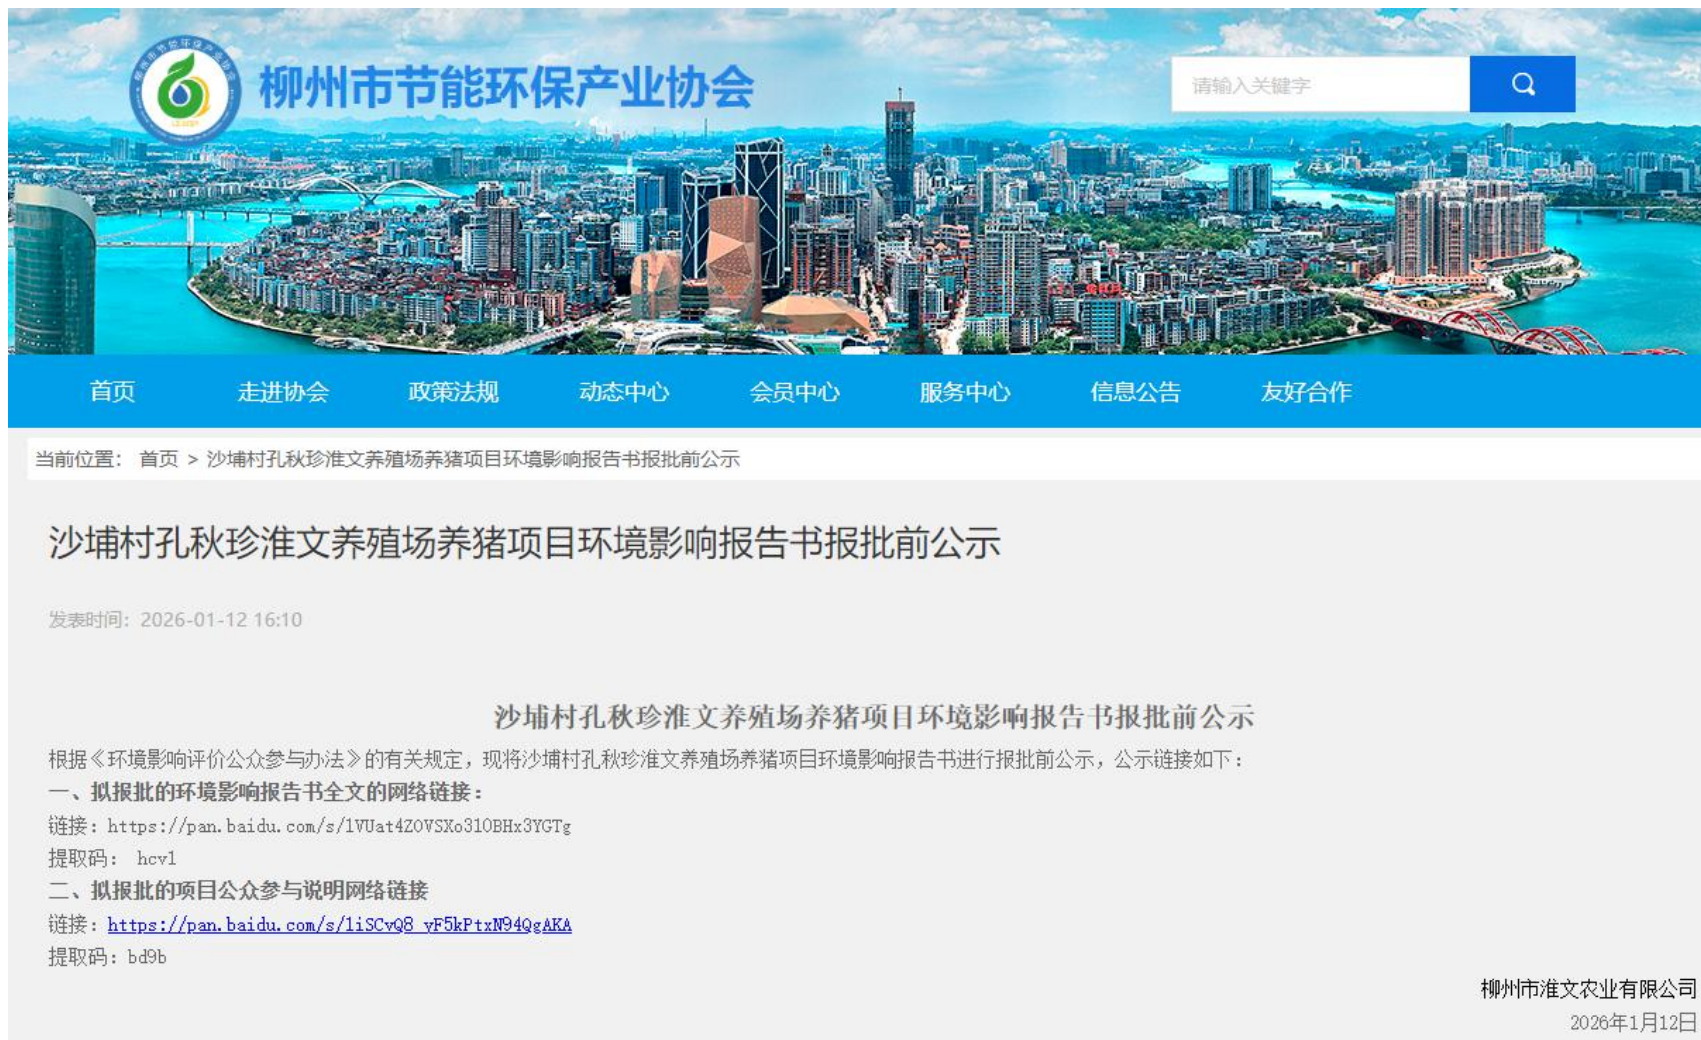 柳州市节能环保产业协会
请输入关键字
首页 走进协会 政策法规 动态中心 会员中心 服务中心 信息公告 友好合作
当前位置： 首页 > 沙埔村孔秋珍淮文养殖场养猪项目环境影响报告书报批前公示
沙埔村孔秋珍淮文养殖场养猪项目环境影响报告书报批前公示
发表时间：2026-01-12 16:10
沙埔村孔秋珍淮文养殖场养猪项目环境影响报告书报批前公示
根据《环境影响评价公众参与办法》的有关规定，现将沙埔村孔秋珍淮文养殖场养猪项目环境影响报告书进行报批前公示，公示链接如下：
一、拟报批的环境影响报告书全文的网络链接：
链接：https://pan.baidu.com/s/1VUat4ZOVSXo3lOBHx3YGTg
提取码： hcv1
二、拟报批的项目公众参与说明网络链接
链接：https://pan.baidu.com/s/1iSCvQ8_yF5kPtxN94QgAKA
提取码：bd9b
柳州市淮文农业有限公司
2026年1月12日